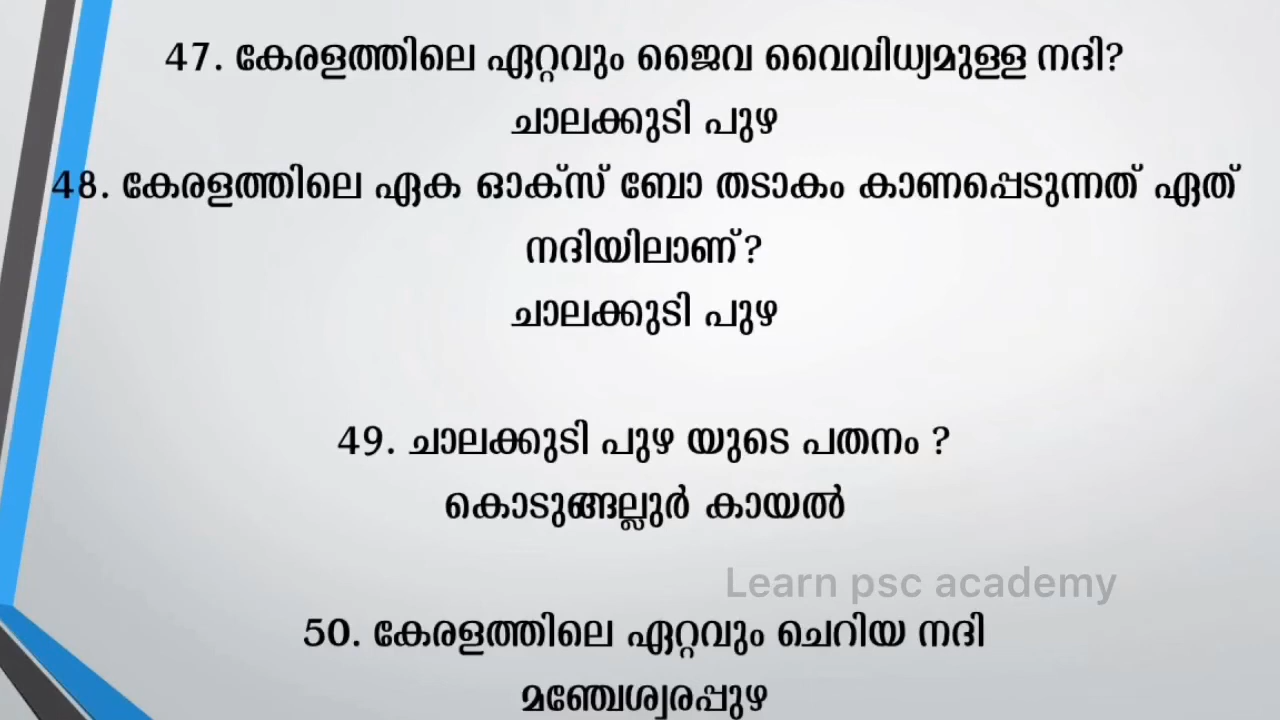 47. കേരളത്തിലെ ഏറ്റവും ജൈവ വൈവിധ്യമുള്ള നദി?
ചാലക്കുടി പുഴ
48. കേരളത്തിലെ ഏക ഓക്സ് ബോ തടാകം കാണപ്പെടുന്നത് ഏത്
നദിയിലാണ്?
ചാലക്കുടി പുഴ
49. ചാലക്കുടി പുഴ യുടെ പതനം ?
കൊടുങ്ങല്ലുർ കായൽ
Learn psc academy
50. കേരളത്തിലെ ഏറ്റവും ചെറിയ നദി
മഞ്ചേശ്വരപ്പുഴ